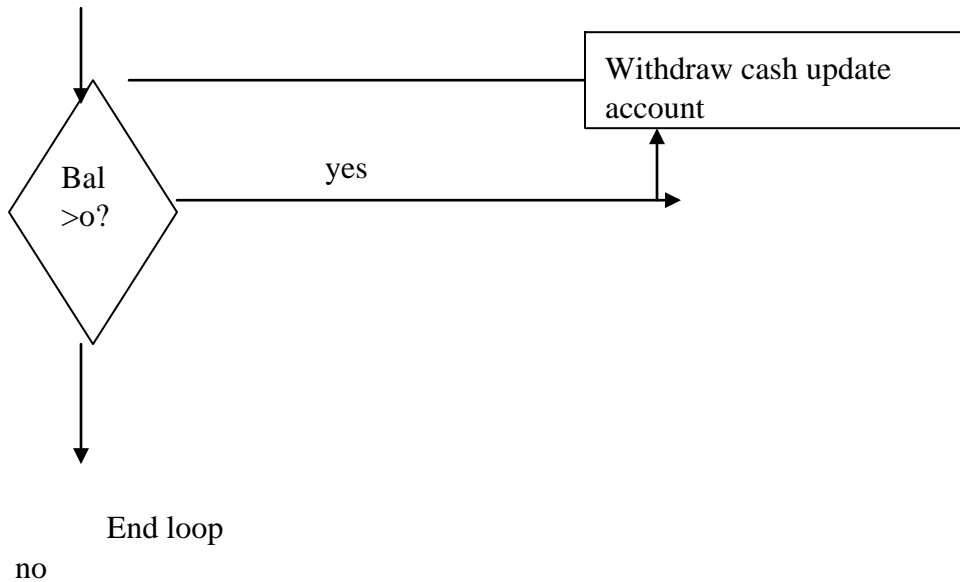 Withdraw cash update
account
yes
Bal
>o?
End loop
no